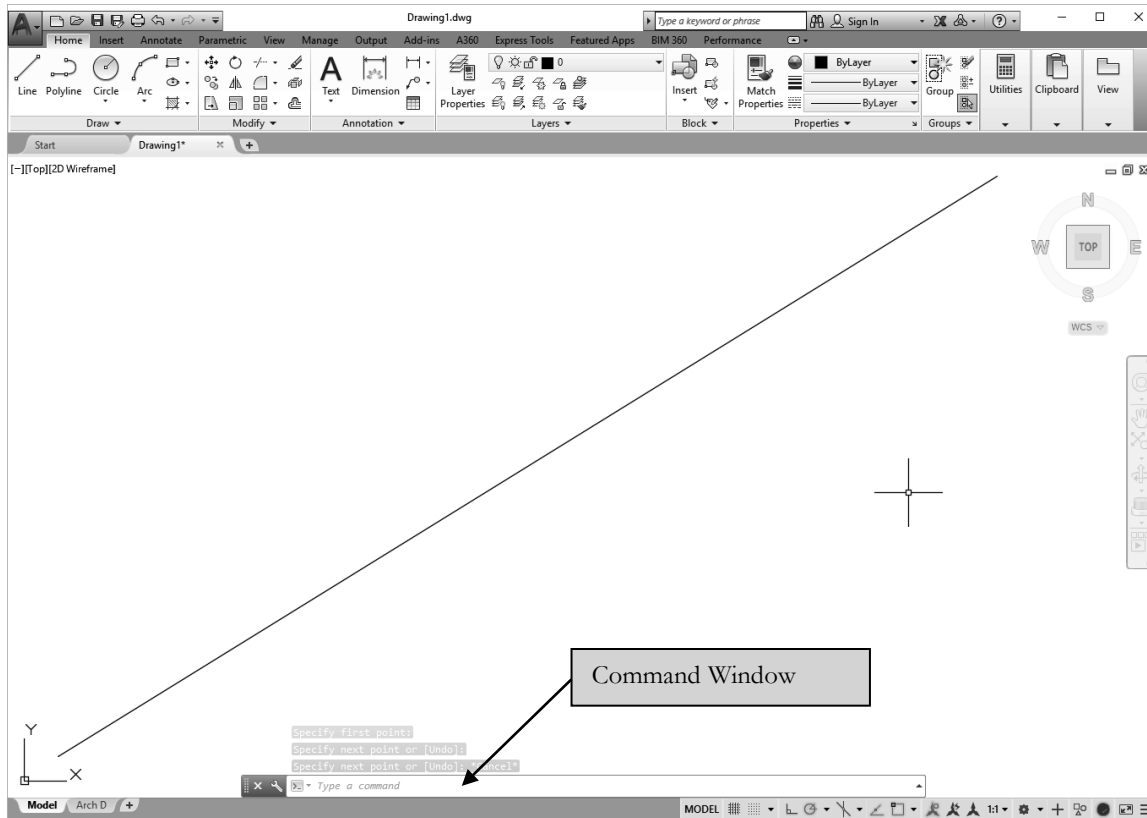 A
Drawing1.dwg
Type a keyword or phrase
Sign In
?
Home Insert Annotate Parametric View Manage Output Add-ins A360 Express Tools Featured Apps BIM 360 Performance
Line Polyline Circle Arc
A
Text Dimension
Layer Properties
0
Insert
Match Properties
ByLayer
ByLayer
ByLayer
Group
Utilities
Clipboard
View
Draw Modify Annotation Layers Block Properties Groups
Start Drawing1* +
[−][Top][2D Wireframe]
N
W TOP E
S
WCS
Command Window
Y
X
Specify first point:
Specify next point or [Undo]:
Specify next point or [Undo]: *Cancel*
Type a command
Model Arch D +
MODEL 1:1